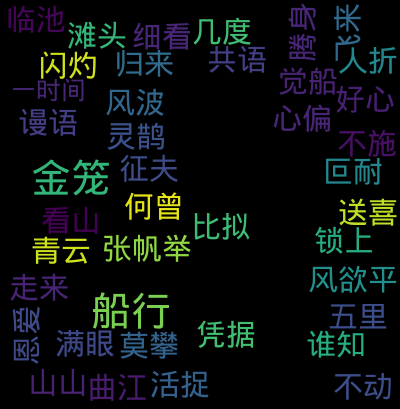 临池
滩头
细看
几度
腾身
飞来
闪灼
归来
共语
人折
一时间
风波
觉船
好心
谩语
灵鹊
心偏
不施
金笼
征夫
叵耐
看山
何曾
比拟
送喜
青云
张帆举
锁上
走来
船行
风欲平
恩爱
满眼
莫攀
凭据
五里
谁知
山山
曲江
活捉
不动